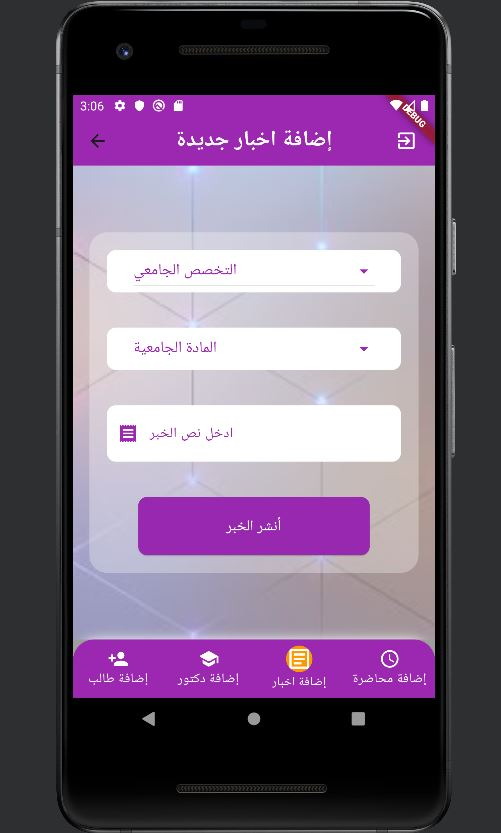 3:06
DEBUG
إضافة اخبار جديدة
التخصص الجامعي
المادة الجامعية
ادخل نص الخبر
أنشر الخبر
إضافة طالب
إضافة دكتور
إضافة اخبار
إضافة محاضرة